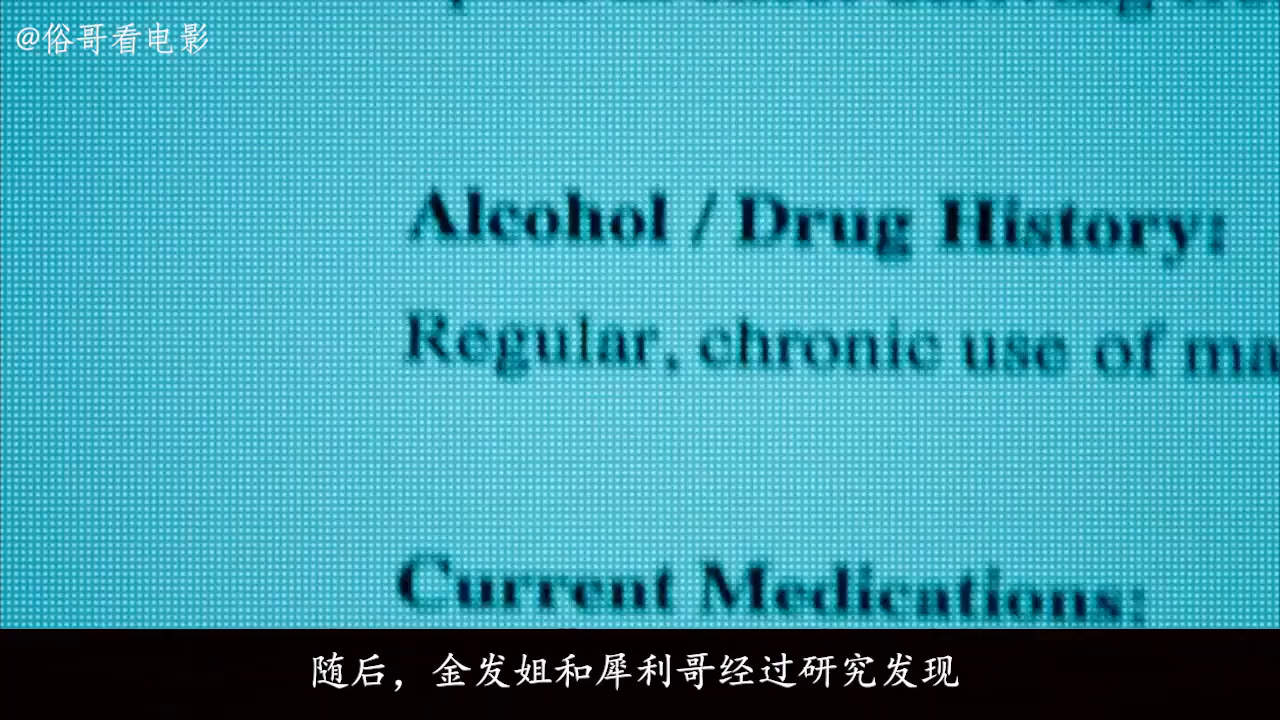 @俗哥看电影
Alcohol / Drug History:
Regular, chronic use of ma
Current Medications:
随后，金发姐和犀利哥经过研究发现